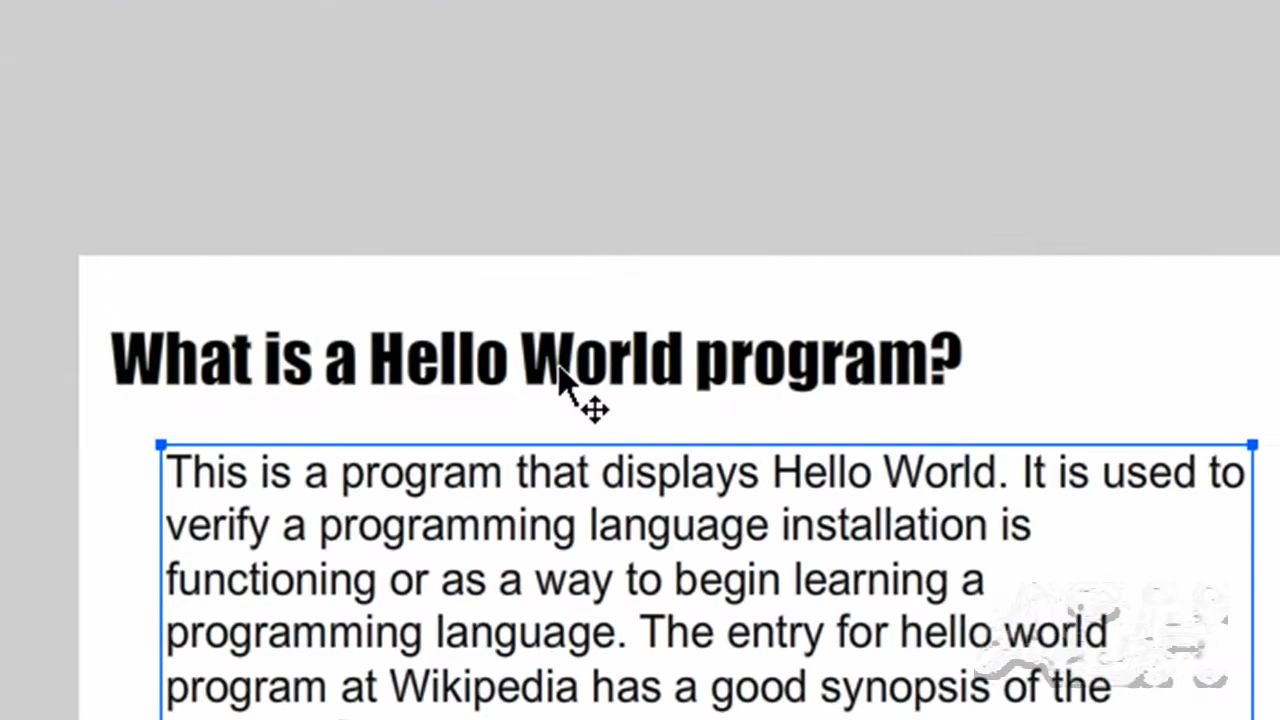 What is a Hello World program?
This is a program that displays Hello World. It is used to
verify a programming language installation is
functioning or as a way to begin learning a
programming language. The entry for hello world
program at Wikipedia has a good synopsis of the